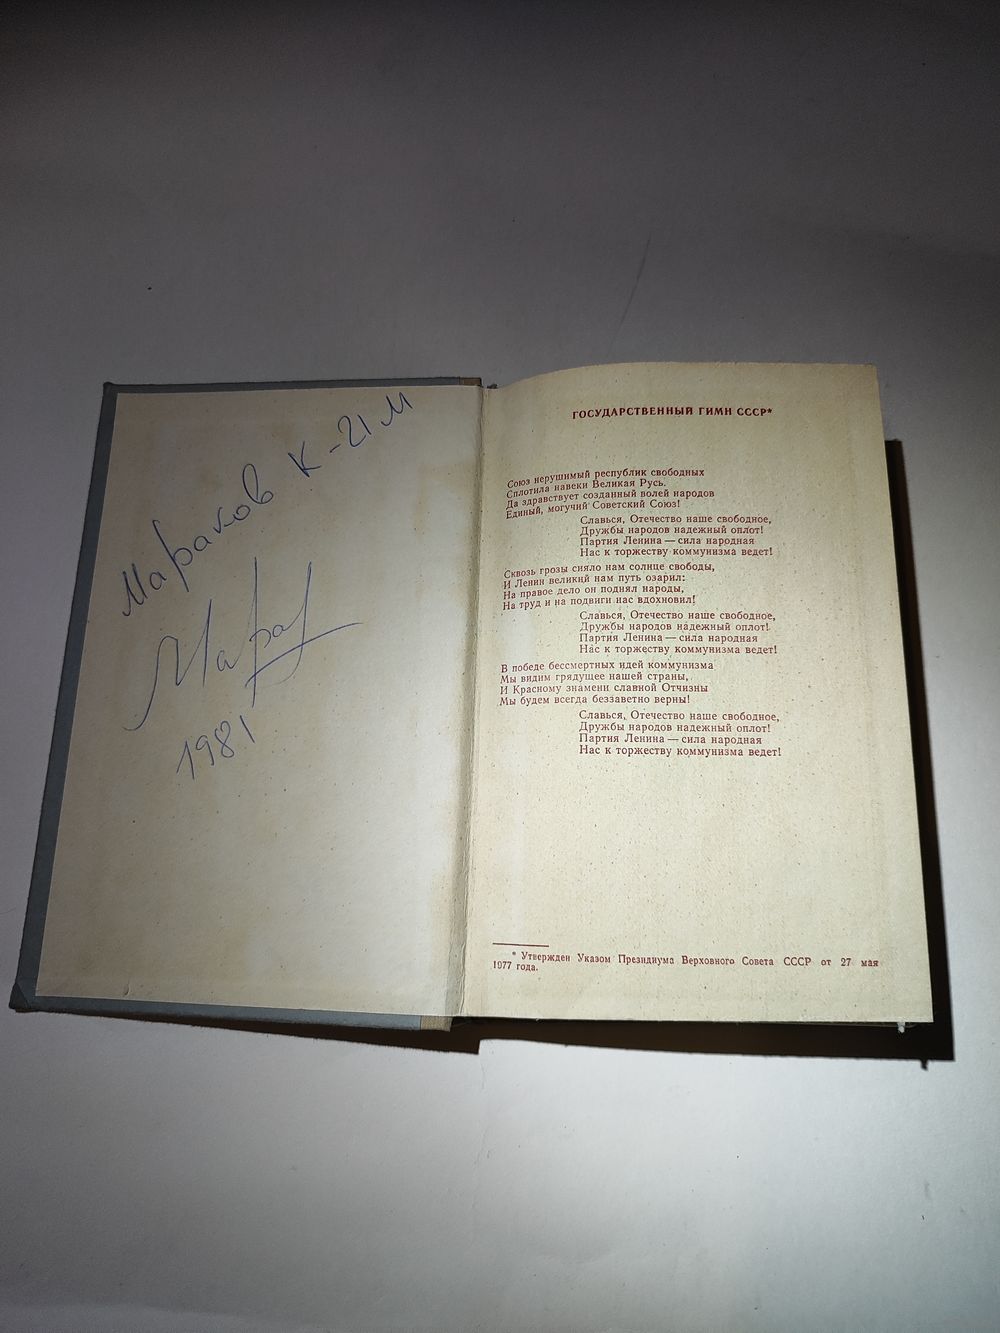 Мараков К-21 М
Мара
1981
ГОСУДАРСТВЕННЫЙ ГИМН СССР*
Союз нерушимый республик свободных
Сплотила навеки Великая Русь.
Да здравствует созданный волей народов
Единый, могучий Советский Союз!
Славься, Отечество наше свободное,
Дружбы народов надежный оплот!
Партия Ленина — сила народная
Нас к торжеству коммунизма ведет!
Сквозь грозы сияло нам солнце свободы,
И Ленин великий нам путь озарил:
На правое дело он поднял народы,
На труд и на подвиги нас вдохновил!
Славься, Отечество наше свободное,
Дружбы народов надежный оплот!
Партия Ленина — сила народная
Нас к торжеству коммунизма ведет!
В победе бессмертных идей коммунизма
Мы видим грядущее нашей страны,
И Красному знамени славной Отчизны
Мы будем всегда беззаветно верны!
Славься, Отечество наше свободное,
Дружбы народов надежный оплот!
Партия Ленина — сила народная
Нас к торжеству коммунизма ведет!
* Утвержден Указом Президиума Верховного Совета СССР от 27 мая
1977 года.